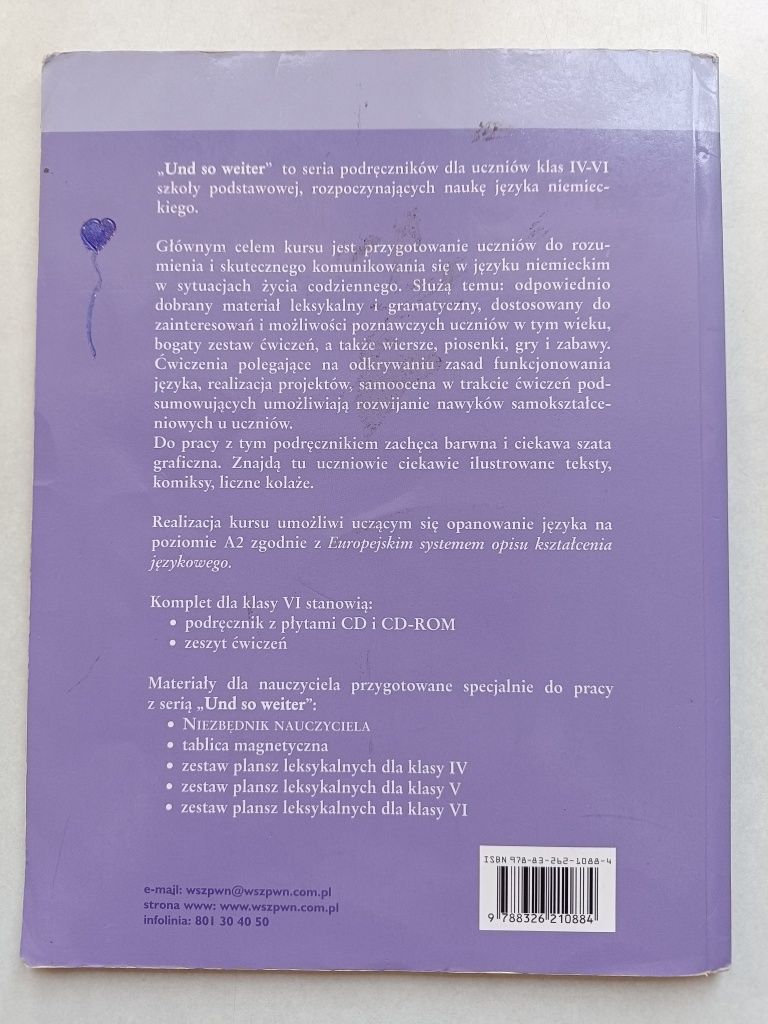 „Und so weiter” to seria podręczników dla uczniów klas IV-VI
szkoły podstawowej, rozpoczynających naukę języka niemiec-
kiego.
Głównym celem kursu jest przygotowanie uczniów do rozu-
mienia i skutecznego komunikowania się w języku niemieckim
w sytuacjach życia codziennego. Służą temu: odpowiednio
dobrany materiał leksykalny i gramatyczny, dostosowany do
zainteresowań i możliwości poznawczych uczniów w tym wieku,
bogaty zestaw ćwiczeń, a także wiersze, piosenki, gry i zabawy.
Ćwiczenia polegające na odkrywaniu zasad funkcjonowania
języka, realizacja projektów, samoocena w trakcie ćwiczeń pod-
sumowujących umożliwiają rozwijanie nawyków samokształce-
niowych u uczniów.
Do pracy z tym podręcznikiem zachęca barwna i ciekawa szata
graficzna. Znajdą tu uczniowie ciekawie ilustrowane teksty,
komiksy, liczne kolaże.
Realizacja kursu umożliwi uczącym się opanowanie języka na
poziomie A2 zgodnie z Europejskim systemem opisu kształcenia
językowego.
Komplet dla klasy VI stanowią:
• podręcznik z płytami CD i CD-ROM
• zeszyt ćwiczeń
Materiały dla nauczyciela przygotowane specjalnie do pracy
z serią „Und so weiter”:
• NIEZBĘDNIK NAUCZYCIELA
• tablica magnetyczna
• zestaw plansz leksykalnych dla klasy IV
• zestaw plansz leksykalnych dla klasy V
• zestaw plansz leksykalnych dla klasy VI
e-mail: wszpwn@wszpwn.com.pl
strona www: www.wszpwn.com.pl
infolinia: 801 30 40 50
ISBN 978-83-262-1088-4
9 788326 210884